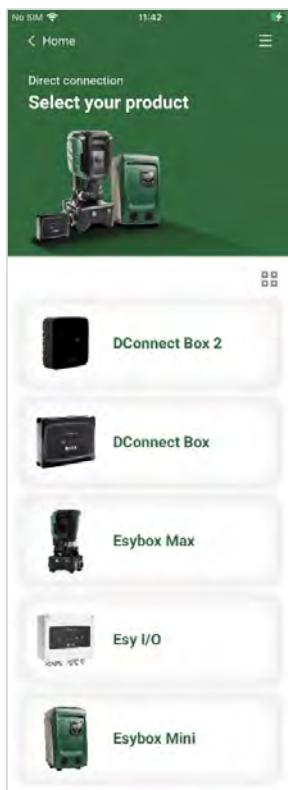 No SIM 11:42
Home
Direct connection
Select your product
DConnect Box 2
DConnect Box
Esybox Max
Esy I/O
Esybox Mini